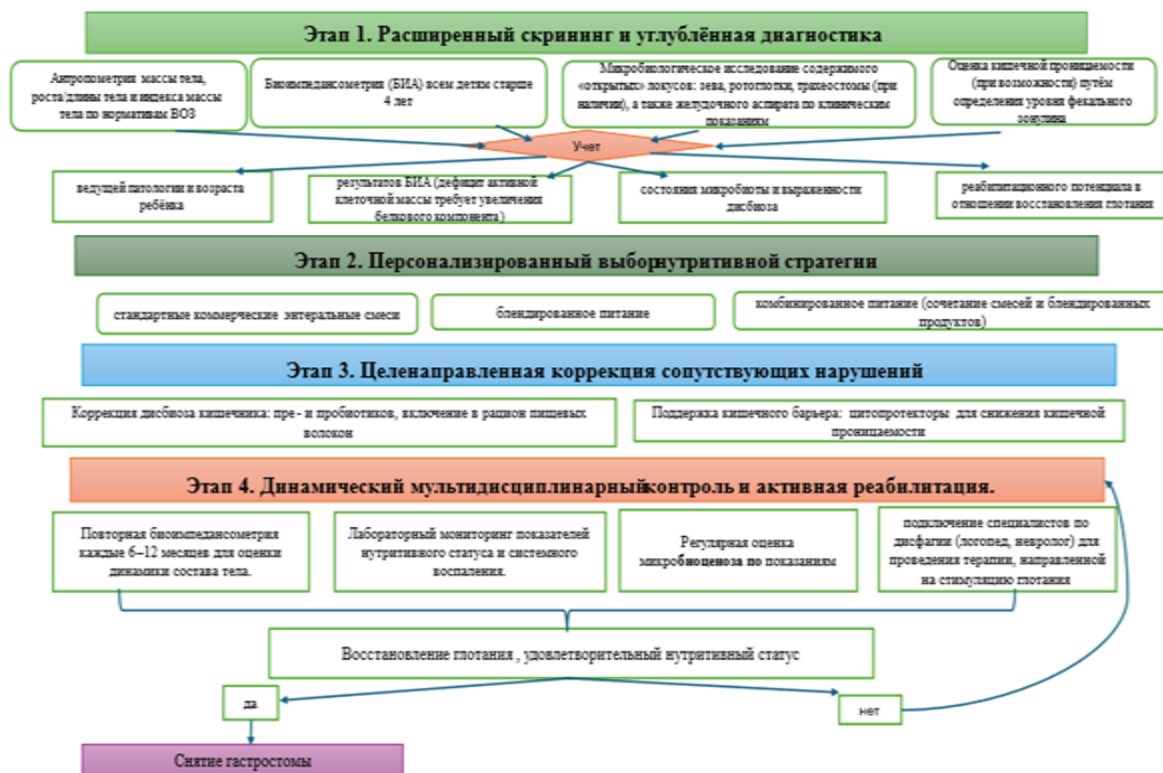 Этап 1. Расширенный скрининг и углублённая диагностика
Антропометрия массы тела,
роста/длины тела и индекса массы
тела по нормативам ВОЗ
Биоимпедансометрия (БИА) всем детям старше
4 лет
Микробиологическое исследование содержимого
«открытых» локусов: зева, ротоглотки, трахеостомы (при
наличии), а также желудочного аспирата по клиническим
показаниям
Оценка кишечной проницаемости
(при возможности) путём
определения уровня фекального
зонулина
Учет
ведущей патологии и возраста
ребёнка
результатов БИА (дефицит активной
клеточной массы требует увеличения
белкового компонента)
состояния микробиоты и выраженности
дисбиоза
реабилитационного потенциала в
отношении восстановления глотания
Этап 2. Персонализированный выбор нутритивной стратегии
стандартные коммерческие энтеральные смеси
блендированное питание
комбинированное питание (сочетание смесей и блендированных
продуктов)
Этап 3. Целенаправленная коррекция сопутствующих нарушений
Коррекция дисбиоза кишечника: пре- и пробиотиков, включение в рацион пищевых
волокон
Поддержка кишечного барьера: цитопротекторы для снижения кишечной
проницаемости
Этап 4. Динамический мультидисциплинарный контроль и активная реабилитация.
Повторная биоимпедансометрия
каждые 6–12 месяцев для оценки
динамики состава тела.
Лабораторный мониторинг показателей
нутритивного статуса и системного
воспаления.
Регулярная оценка
микробиоценоза по показаниям
подключение специалистов по
дисфагии (логопед, невролог) для
проведения терапии, направленной
на стимуляцию глотания
Восстановление глотания , удовлетворительный нутритивный статус
да
нет
Снятие гастростомы